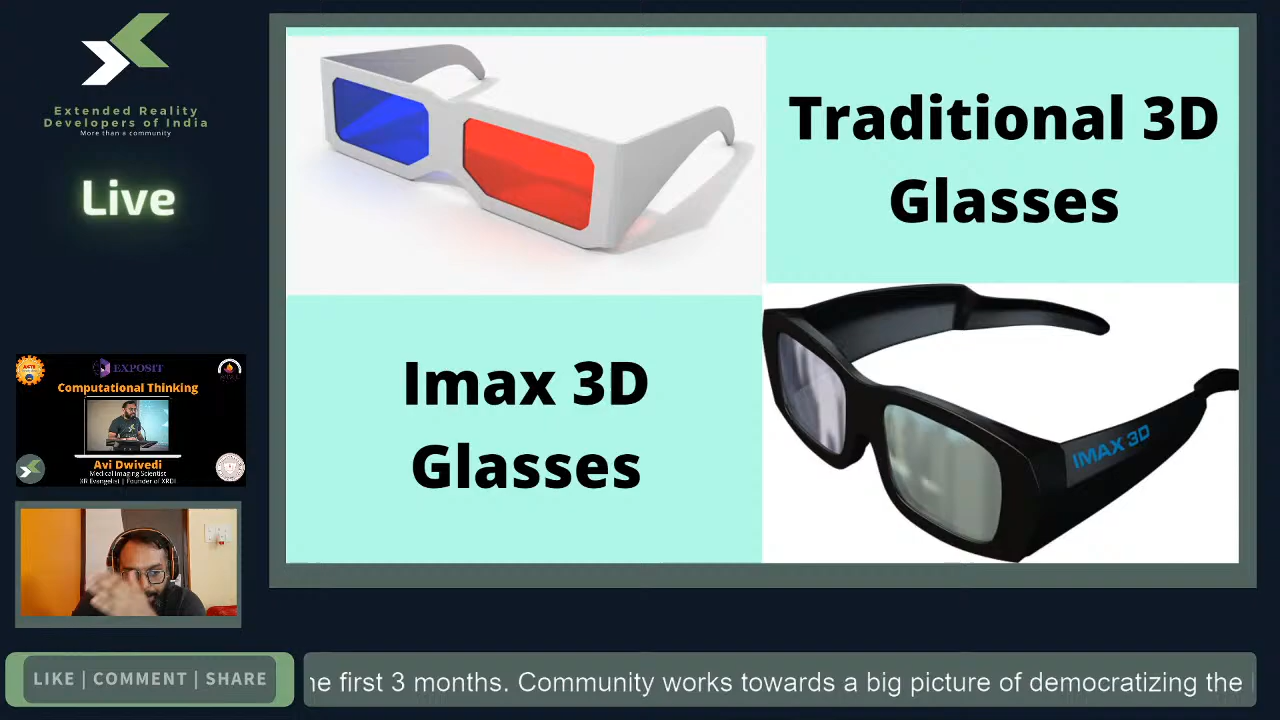 Extended Reality
Developers of India
More than a community
Live
EXPOSIT
Computational Thinking
Avi Dwivedi
Medical Imaging Scientist
XR Evangelist | Founder of XRDI
Traditional 3D
Glasses
Imax 3D
Glasses
IMAX 3D
LIKE | COMMENT | SHARE
he first 3 months. Community works towards a big picture of democratizing the